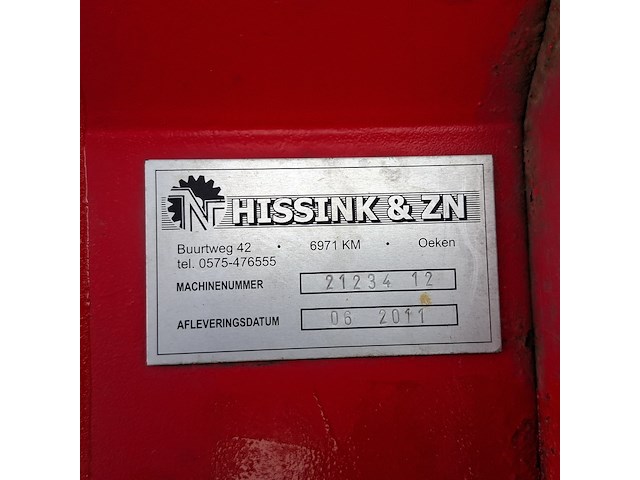 N HISSINK & ZN
Buurtweg 42 • 6971 KM • Oeken
tel. 0575-476555
MACHINENUMMER 21234 12
AFLEVERINGSDATUM 06 2011